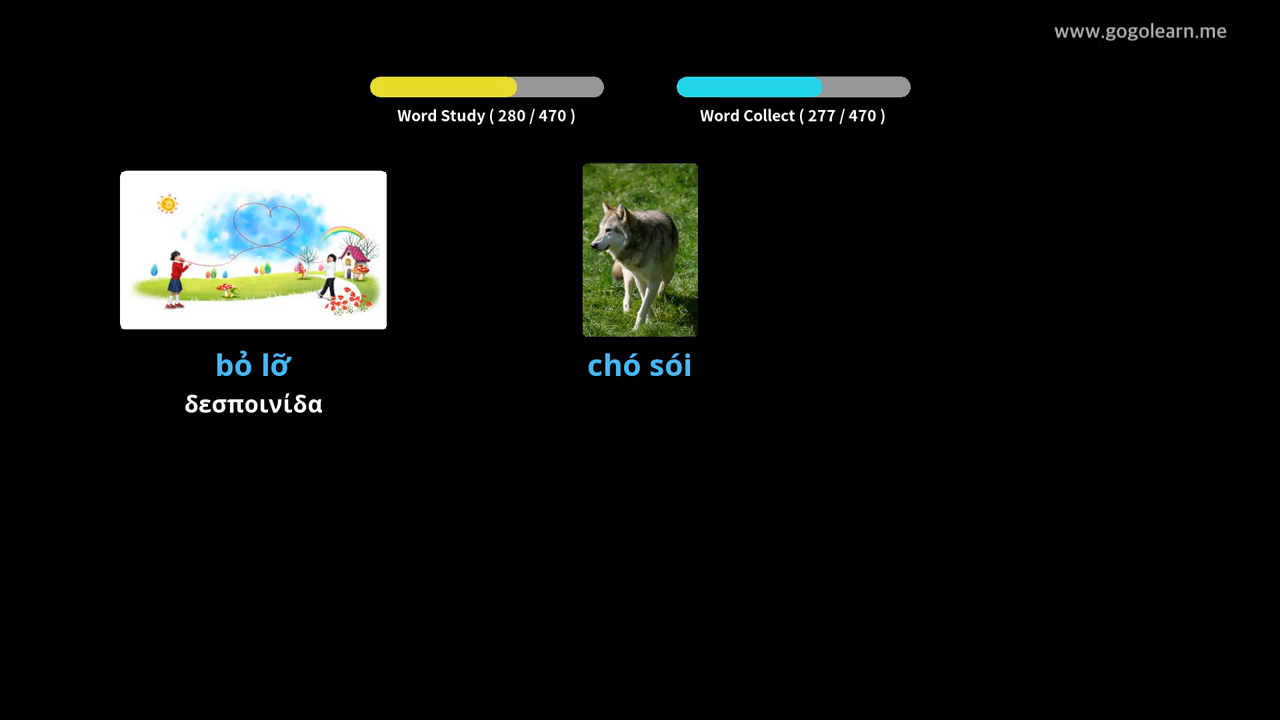 www.gogolearn.me
Word Study ( 280 / 470 )
Word Collect ( 277 / 470 )
bỏ lỡ
δεσποινίδα
chó sói